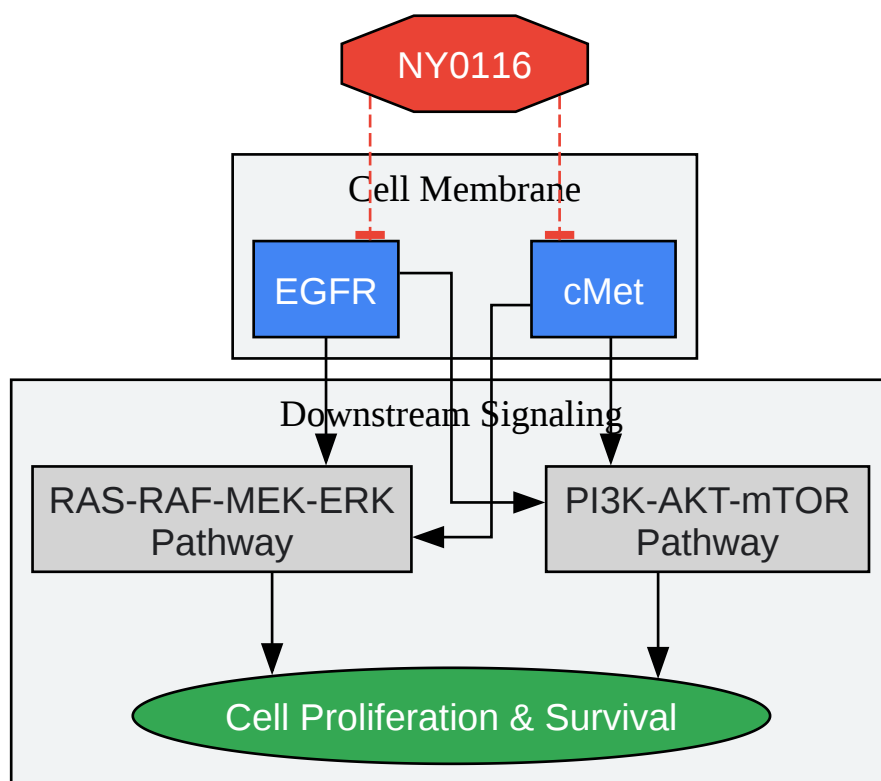 NY0116
Cell Membrane
EGFR
cMet
Downstream Signaling
RAS-RAF-MEK-ERK
Pathway
PI3K-AKT-mTOR
Pathway
Cell Proliferation & Survival